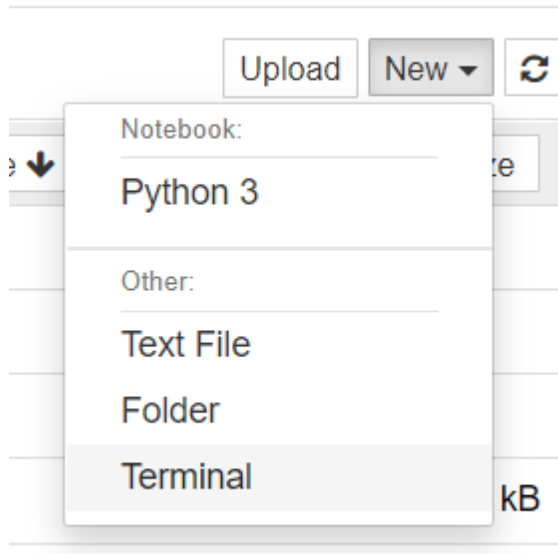 Upload New
Notebook:
Python 3
Other:
Text File
Folder
Terminal
kB